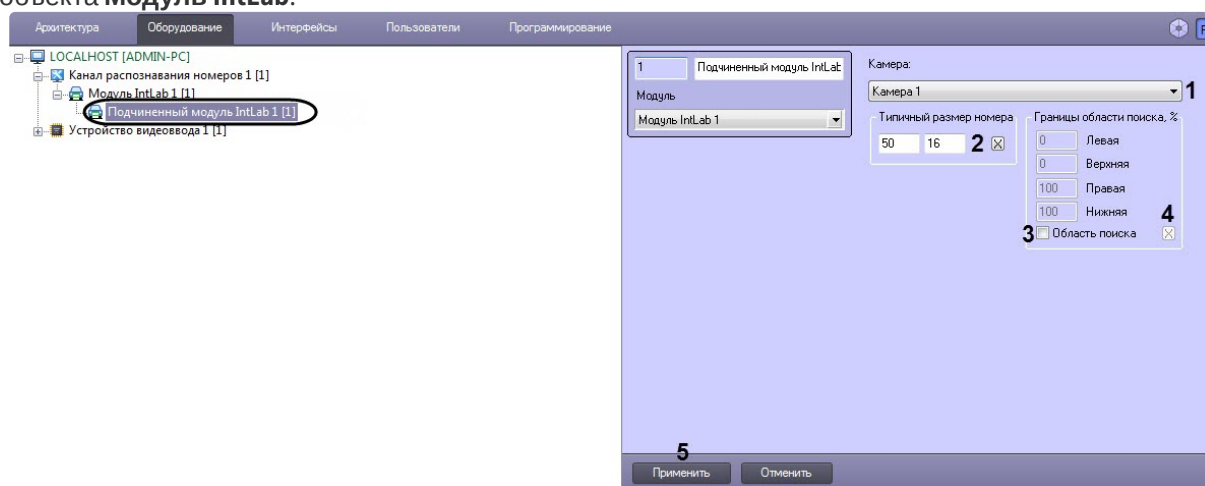 объекта Модуль IntLab.
Архитектура Оборудование Интерфейсы Пользователи Программирование
LOCALHOST [ADMIN-PC]
Канал распознавания номеров 1 [1]
Модуль IntLab 1 [1]
Подчиненный модуль IntLab 1 [1]
Устройство видеоввода 1 [1]
1 Подчиненный модуль IntLab
Модуль
Модуль IntLab 1
Камера:
Камера 1 1
Типичный размер номера
50 16 2
Границы области поиска, %
0 Левая
0 Верхняя
100 Правая
100 Нижняя 4
3 Область поиска
5
Применить Отменить